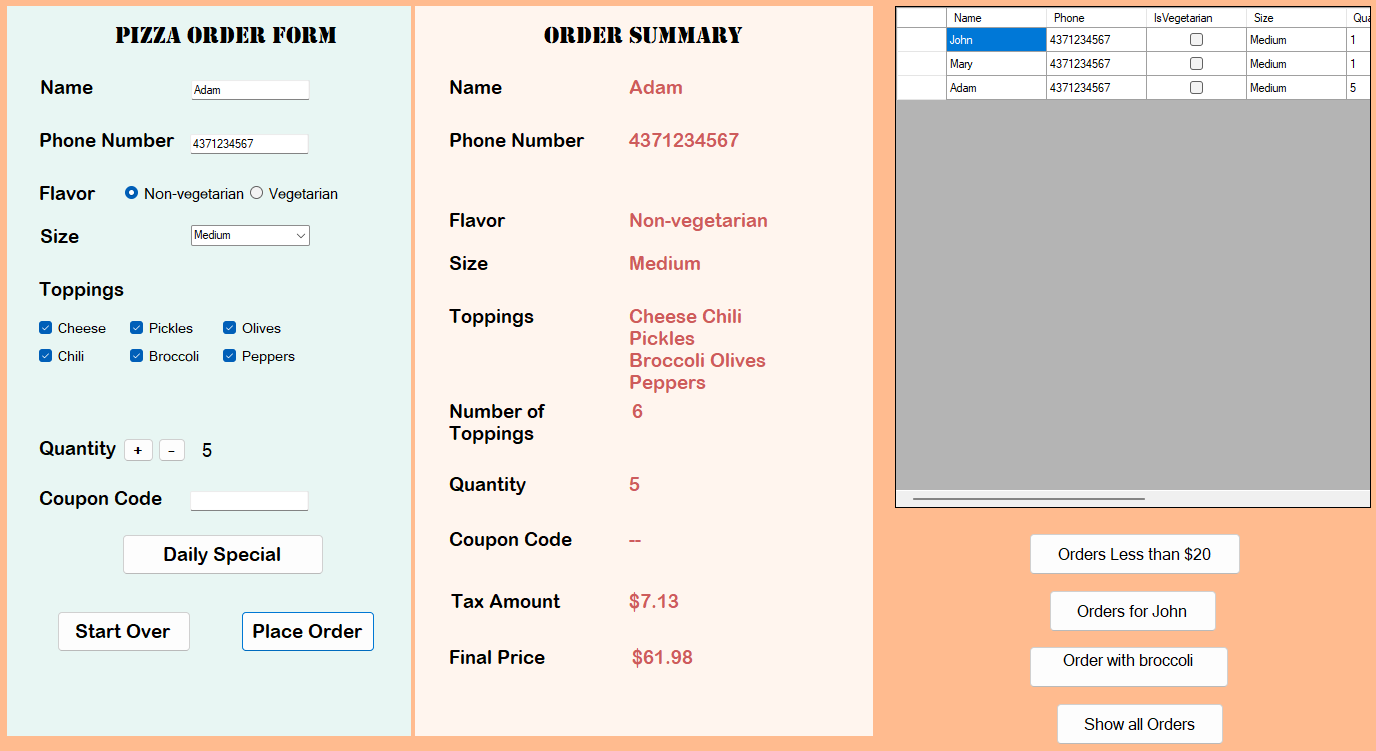 PIZZA ORDER FORM
Name Adam
Phone Number 4371234567
Flavor Non-vegetarian Vegetarian
Size Medium
Toppings
Cheese Pickles Olives
Chili Broccoli Peppers
Quantity + - 5
Coupon Code
Daily Special
Start Over Place Order
ORDER SUMMARY
Name Adam
Phone Number 4371234567
Flavor Non-vegetarian
Size Medium
Toppings Cheese Chili
Pickles
Broccoli Olives
Peppers
Number of 6
Toppings
Quantity 5
Coupon Code --
Tax Amount $7.13
Final Price $61.98
Name Phone IsVegetarian Size Qua
John 4371234567 Medium 1
Mary 4371234567 Medium 1
Adam 4371234567 Medium 5
Orders Less than $20
Orders for John
Order with broccoli
Show all Orders